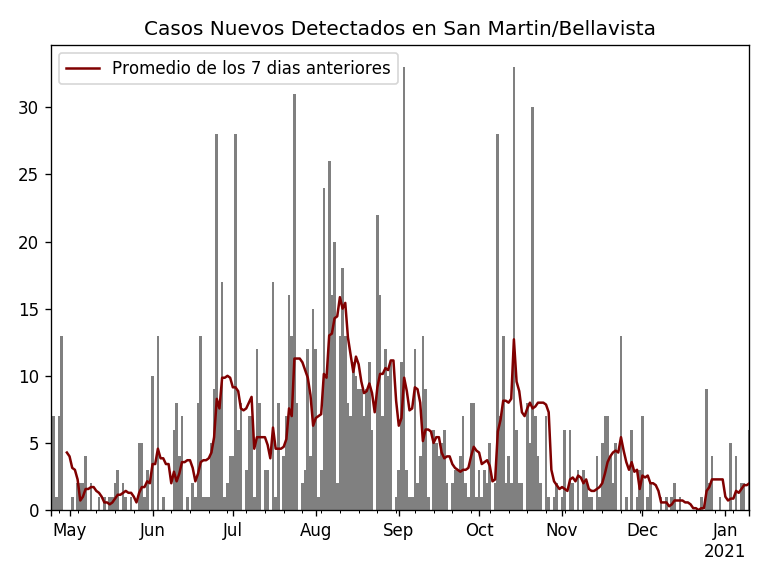 Casos Nuevos Detectados en San Martin/Bellavista
Promedio de los 7 dias anteriores
30
25
20
15
10
5
0
May Jun Jul Aug Sep Oct Nov Dec Jan
2021